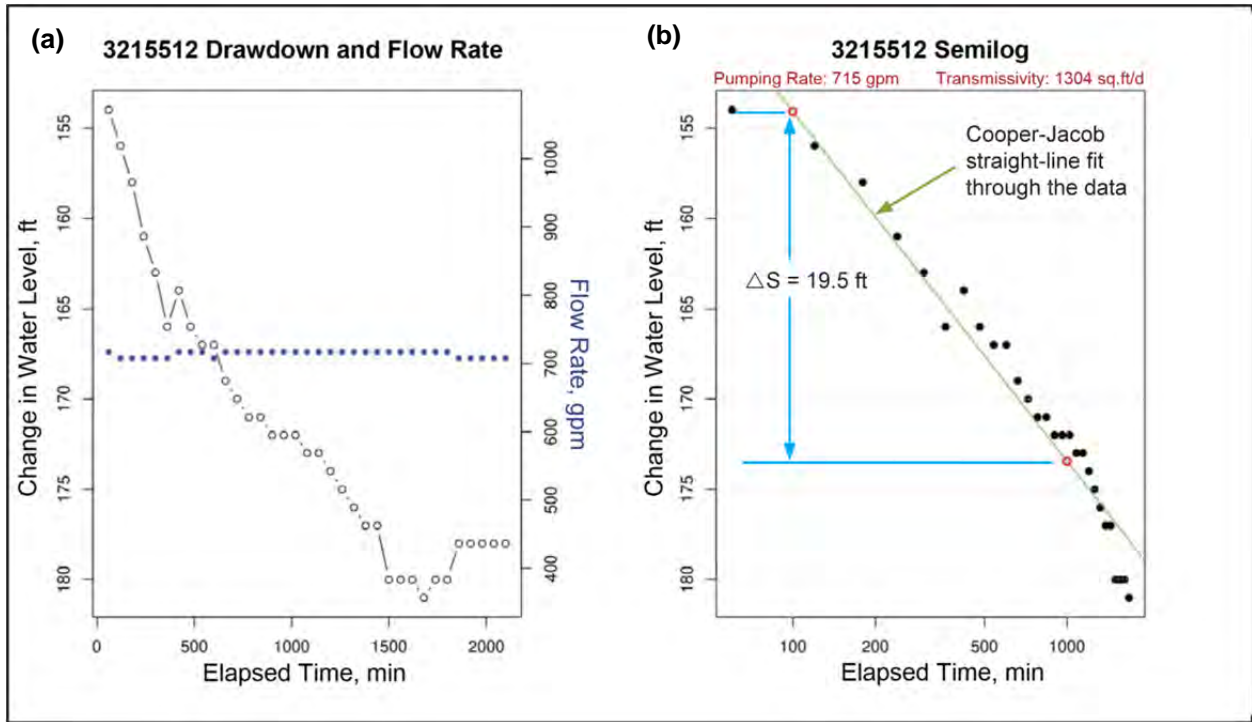 (a)
3215512 Drawdown and Flow Rate
Change in Water Level, ft
155
160
165
170
175
180
0
500
1000
1500
2000
Elapsed Time, min
1000
900
800
700
600
500
400
Flow Rate, gpm
(b)
3215512 Semilog
Pumping Rate: 715 gpm Transmissivity: 1304 sq.ft/d
Change in Water Level, ft
155
160
165
170
175
180
Cooper-Jacob
straight-line fit
through the data
△S = 19.5 ft
100
200
500
1000
Elapsed Time, min